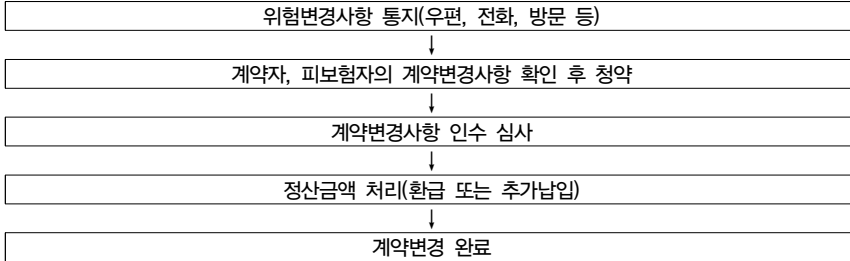 위험변경사항 통지(우편, 전화, 방문 등)
계약자, 피보험자의 계약변경사항 확인 후 청약
계약변경사항 인수 심사
정산금액 처리(환급 또는 추가납입)
계약변경 완료